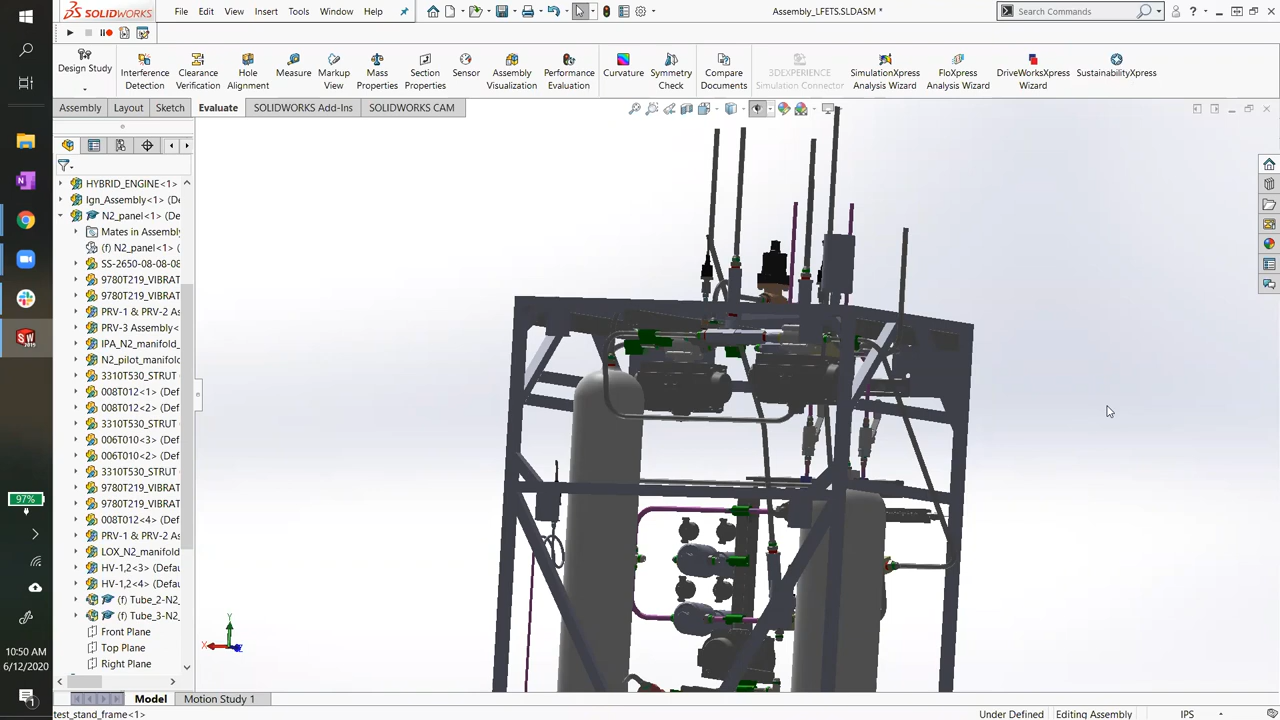 SOLIDWORKS
File Edit View Insert Tools Window Help
Assembly_LFETS.SLDASM *
Search Commands
Design Study
Interference Detection
Clearance Verification
Hole Alignment
Measure
Markup View
Mass Properties
Section Properties
Sensor
Assembly Visualization
Performance Evaluation
Curvature
Symmetry Check
Compare Documents
3DEXPERIENCE Simulation Connector
SimulationXpress Analysis Wizard
FloXpress Analysis Wizard
DriveWorksXpress Wizard
SustainabilityXpress
Assembly Layout Sketch Evaluate SOLIDWORKS Add-Ins SOLIDWORKS CAM
HYBRID_ENGINE<1>
Ign_Assembly<1> (De
N2_panel<1> (De
Mates in Assemb
(f) N2_panel<1> (
SS-2650-08-08-08
9780T219_VIBRAT
9780T219_VIBRAT
PRV-1 & PRV-2 As
PRV-3 Assembly<
IPA_N2_manifold
N2_pilot_manifol
3310T530_STRUT
008T012<1> (Def
008T012<2> (Def
3310T530_STRUT
006T010<3> (Def
006T010<2> (Def
3310T530_STRUT
9780T219_VIBRAT
9780T219_VIBRAT
008T012<4> (Def
PRV-1 & PRV-2 As
LOX_N2_manifold
HV-1,2<3> (Defau
HV-1,2<4> (Defau
(f) Tube_2-N2_
(f) Tube_3-N2_
Front Plane
Top Plane
Right Plane
97%
10:50 AM
6/12/2020
1
Y
X
Z
Model Motion Study 1
test_stand_frame<1>
Under Defined Editing Assembly IPS